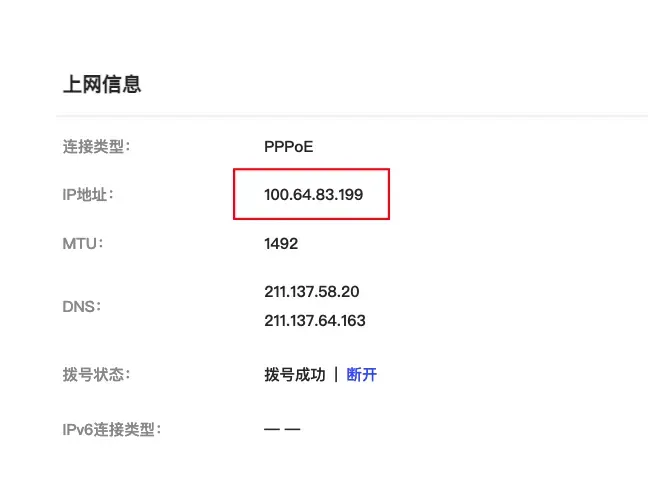 上网信息
连接类型： PPPoE
IP地址： 100.64.83.199
MTU： 1492
DNS： 211.137.58.20
211.137.64.163
拨号状态： 拨号成功 | 断开
IPv6连接类型： — —